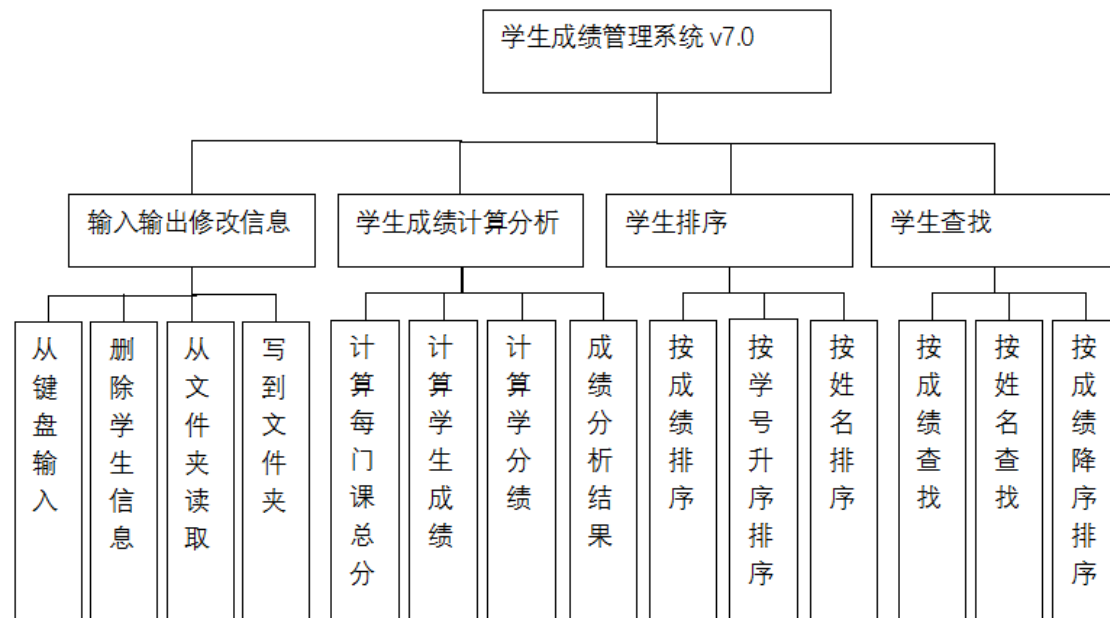 学生成绩管理系统 v7.0
输入输出修改信息
学生成绩计算分析
学生排序
学生查找
从键盘输入
删除学生信息
从文件夹读取
写到文件夹
计算每门课总分
计算学生成绩
计算学分绩
成绩分析结果
按成绩排序
按学号升序排序
按姓名排序
按成绩查找
按姓名查找
按成绩降序排序